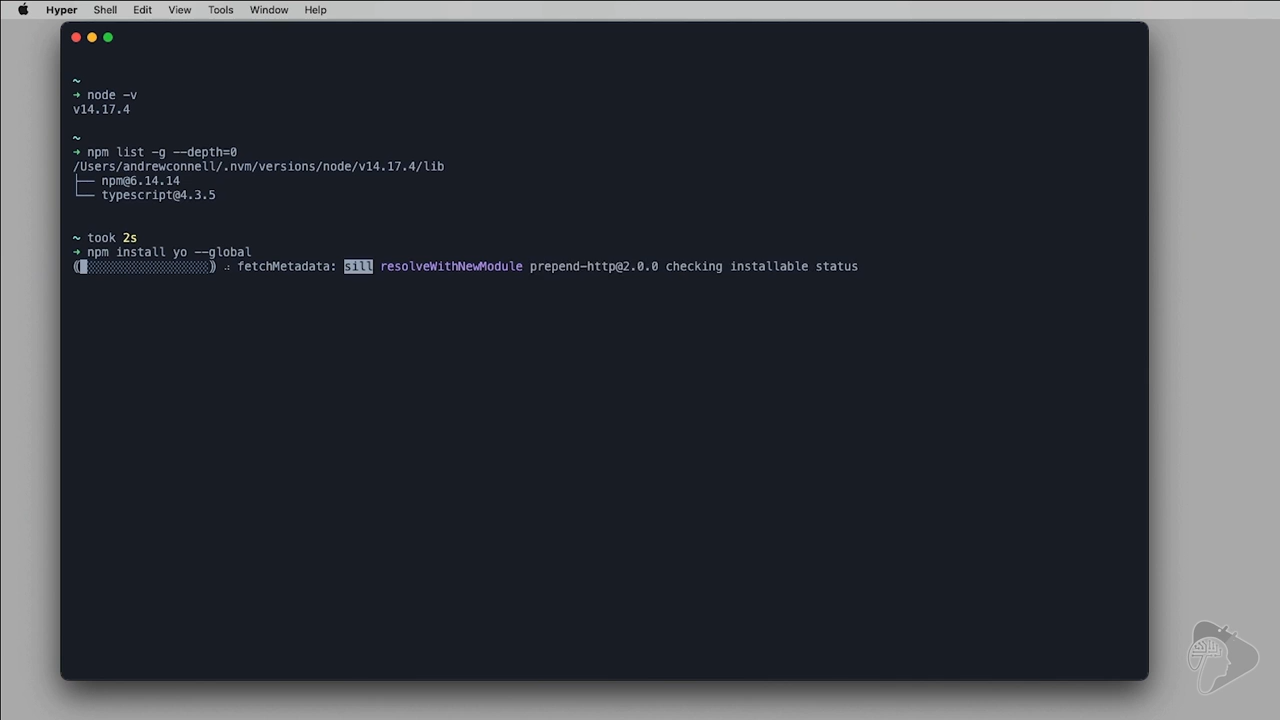 Hyper Shell Edit View Tools Window Help
~
➜ node -v
v14.17.4
~
➜ npm list -g --depth=0
/Users/andrewconnell/.nvm/versions/node/v14.17.4/lib
├── npm@6.14.14
└── typescript@4.3.5
~ took 2s
➜ npm install yo --global
(█░░░░░░░░░░░░░░░░░) ⠴ fetchMetadata: sill resolveWithNewModule prepend-http@2.0.0 checking installable status